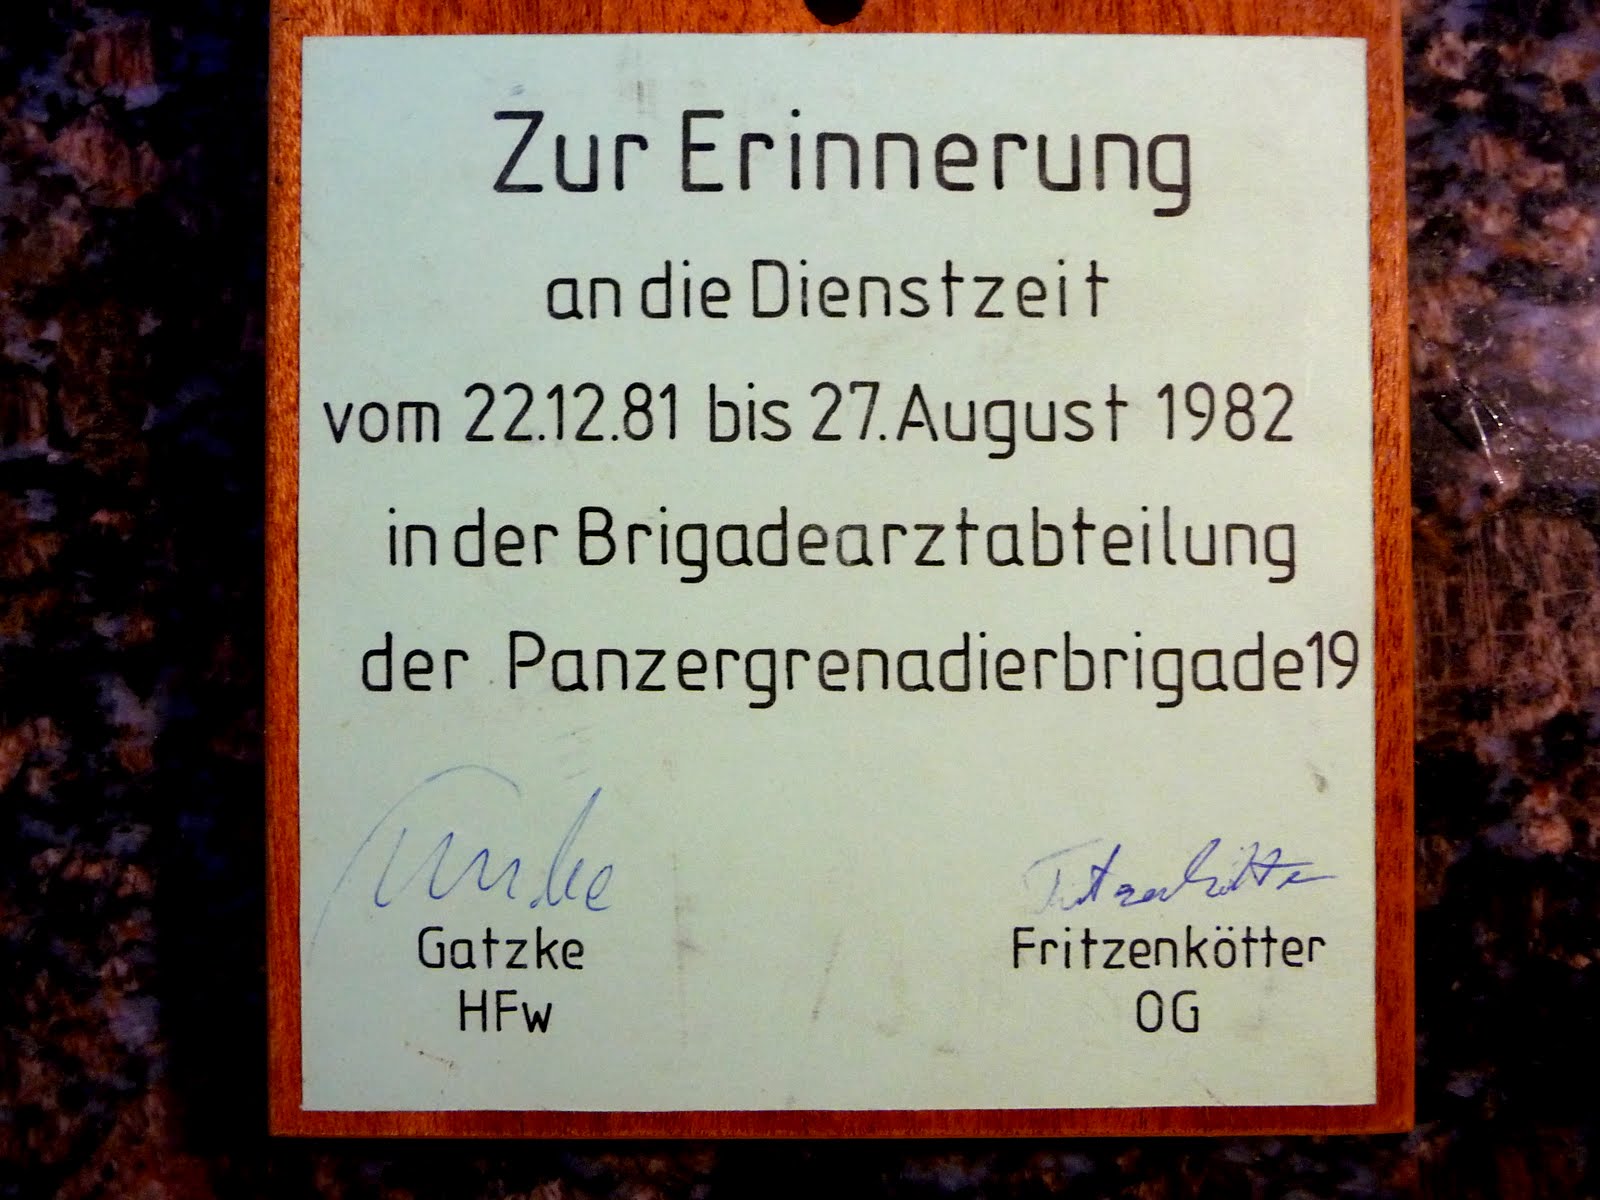 Zur Erinnerung
an die Dienstzeit
vom 22.12.81 bis 27. August 1982
in der Brigadearztabteilung
der Panzergrenadierbrigade 19
Fritzenkötter
Gatzke Fritzenkötter
HFw OG